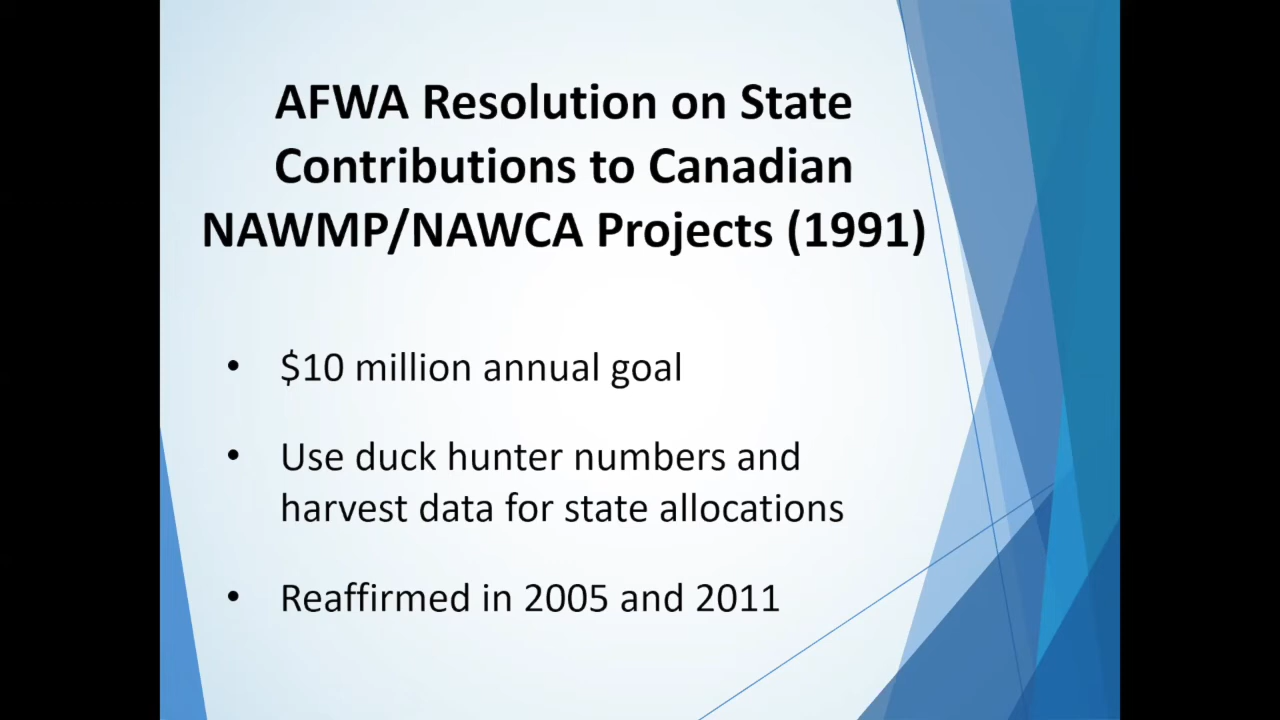 AFWA Resolution on State
Contributions to Canadian
NAWMP/NAWCA Projects (1991)
• $10 million annual goal
• Use duck hunter numbers and
harvest data for state allocations
• Reaffirmed in 2005 and 2011